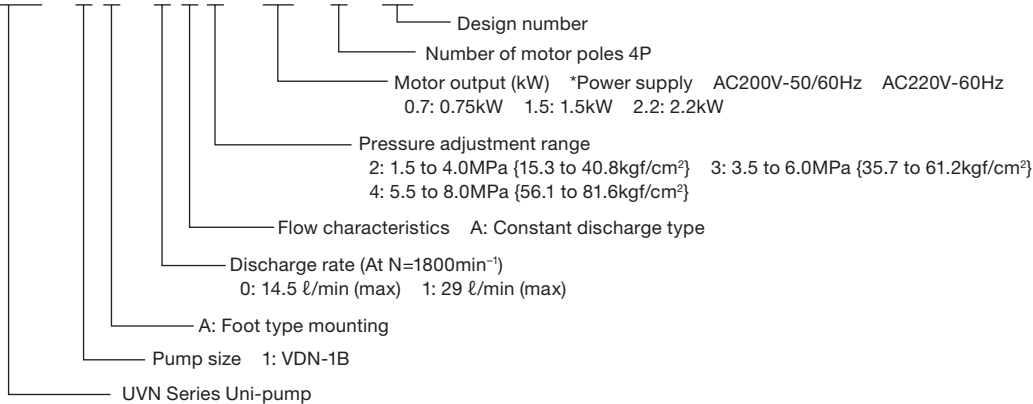 Design number
Number of motor poles 4P
Motor output (kW) *Power supply AC200V-50/60Hz AC220V-60Hz
0.7: 0.75kW 1.5: 1.5kW 2.2: 2.2kW
Pressure adjustment range
2: 1.5 to 4.0MPa {15.3 to 40.8kgf/cm²} 3: 3.5 to 6.0MPa {35.7 to 61.2kgf/cm²}
4: 5.5 to 8.0MPa {56.1 to 81.6kgf/cm²}
Flow characteristics A: Constant discharge type
Discharge rate (At N=1800min⁻¹)
0: 14.5 ℓ/min (max) 1: 29 ℓ/min (max)
A: Foot type mounting
Pump size 1: VDN-1B
UVN Series Uni-pump